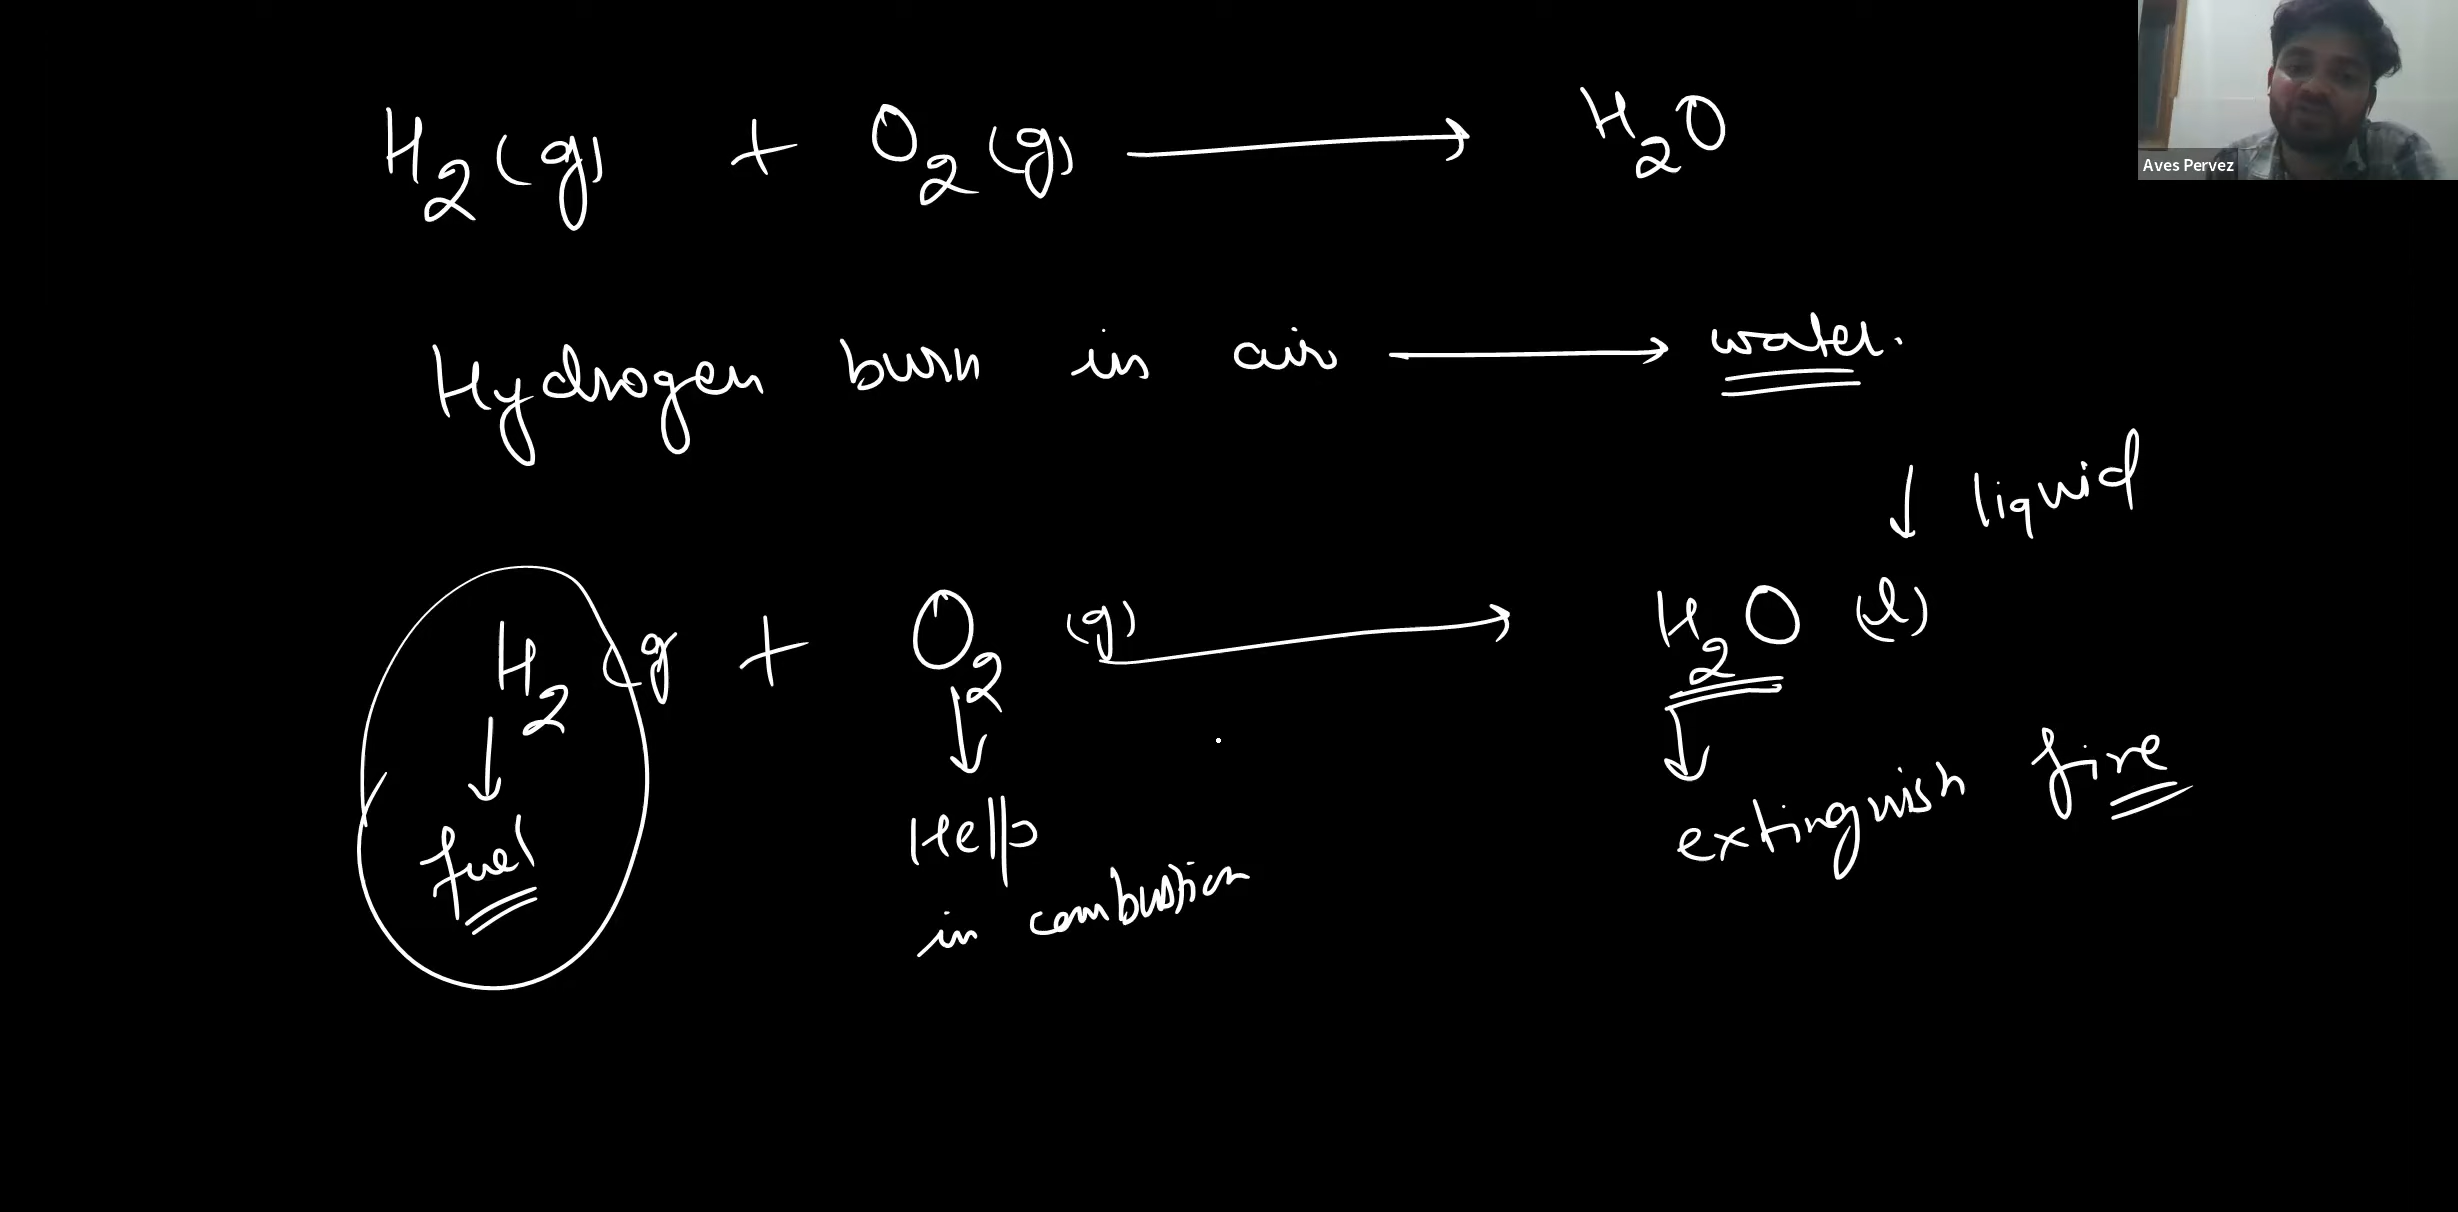 H₂(g) + O₂(g) ⟶ H₂O
Aves Pervez
Hydrogen burn in air ⟶ water.
↓ liquid
H₂ (g + O₂ (g) ⟶ H₂O (l)
↓ ↓ ↓
fuel Help extinguish fire
in combustion